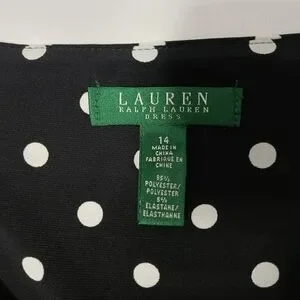 LAUREN
RALPH LAUREN
DRESS
14
MADE IN
CHINA
FABRIQUÉ EN
CHINE
95%
POLYESTER/
POLYESTER
5%
ELASTANE/
ELASTHANNE